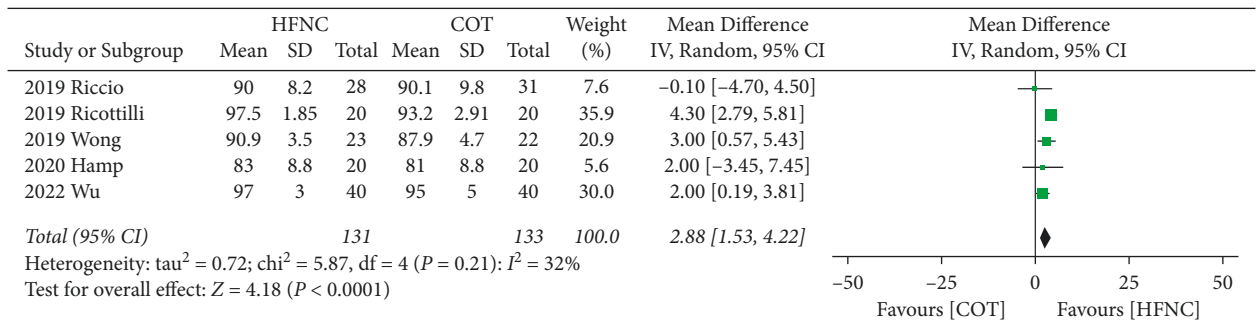 HFNC COT Weight Mean Difference Mean Difference
Study or Subgroup Mean SD Total Mean SD Total (%) IV, Random, 95% CI IV, Random, 95% CI
2019 Riccio 90 8.2 28 90.1 9.8 31 7.6 −0.10 [−4.70, 4.50]
2019 Ricottilli 97.5 1.85 20 93.2 2.91 20 35.9 4.30 [2.79, 5.81]
2019 Wong 90.9 3.5 23 87.9 4.7 22 20.9 3.00 [0.57, 5.43]
2020 Hamp 83 8.8 20 81 8.8 20 5.6 2.00 [−3.45, 7.45]
2022 Wu 97 3 40 95 5 40 30.0 2.00 [0.19, 3.81]
Total (95% CI) 131 133 100.0 2.88 [1.53, 4.22]
Heterogeneity: tau² = 0.72; chi² = 5.87, df = 4 (P = 0.21): I² = 32%
Test for overall effect: Z = 4.18 (P < 0.0001)
−50 −25 0 25 50
Favours [COT] Favours [HFNC]